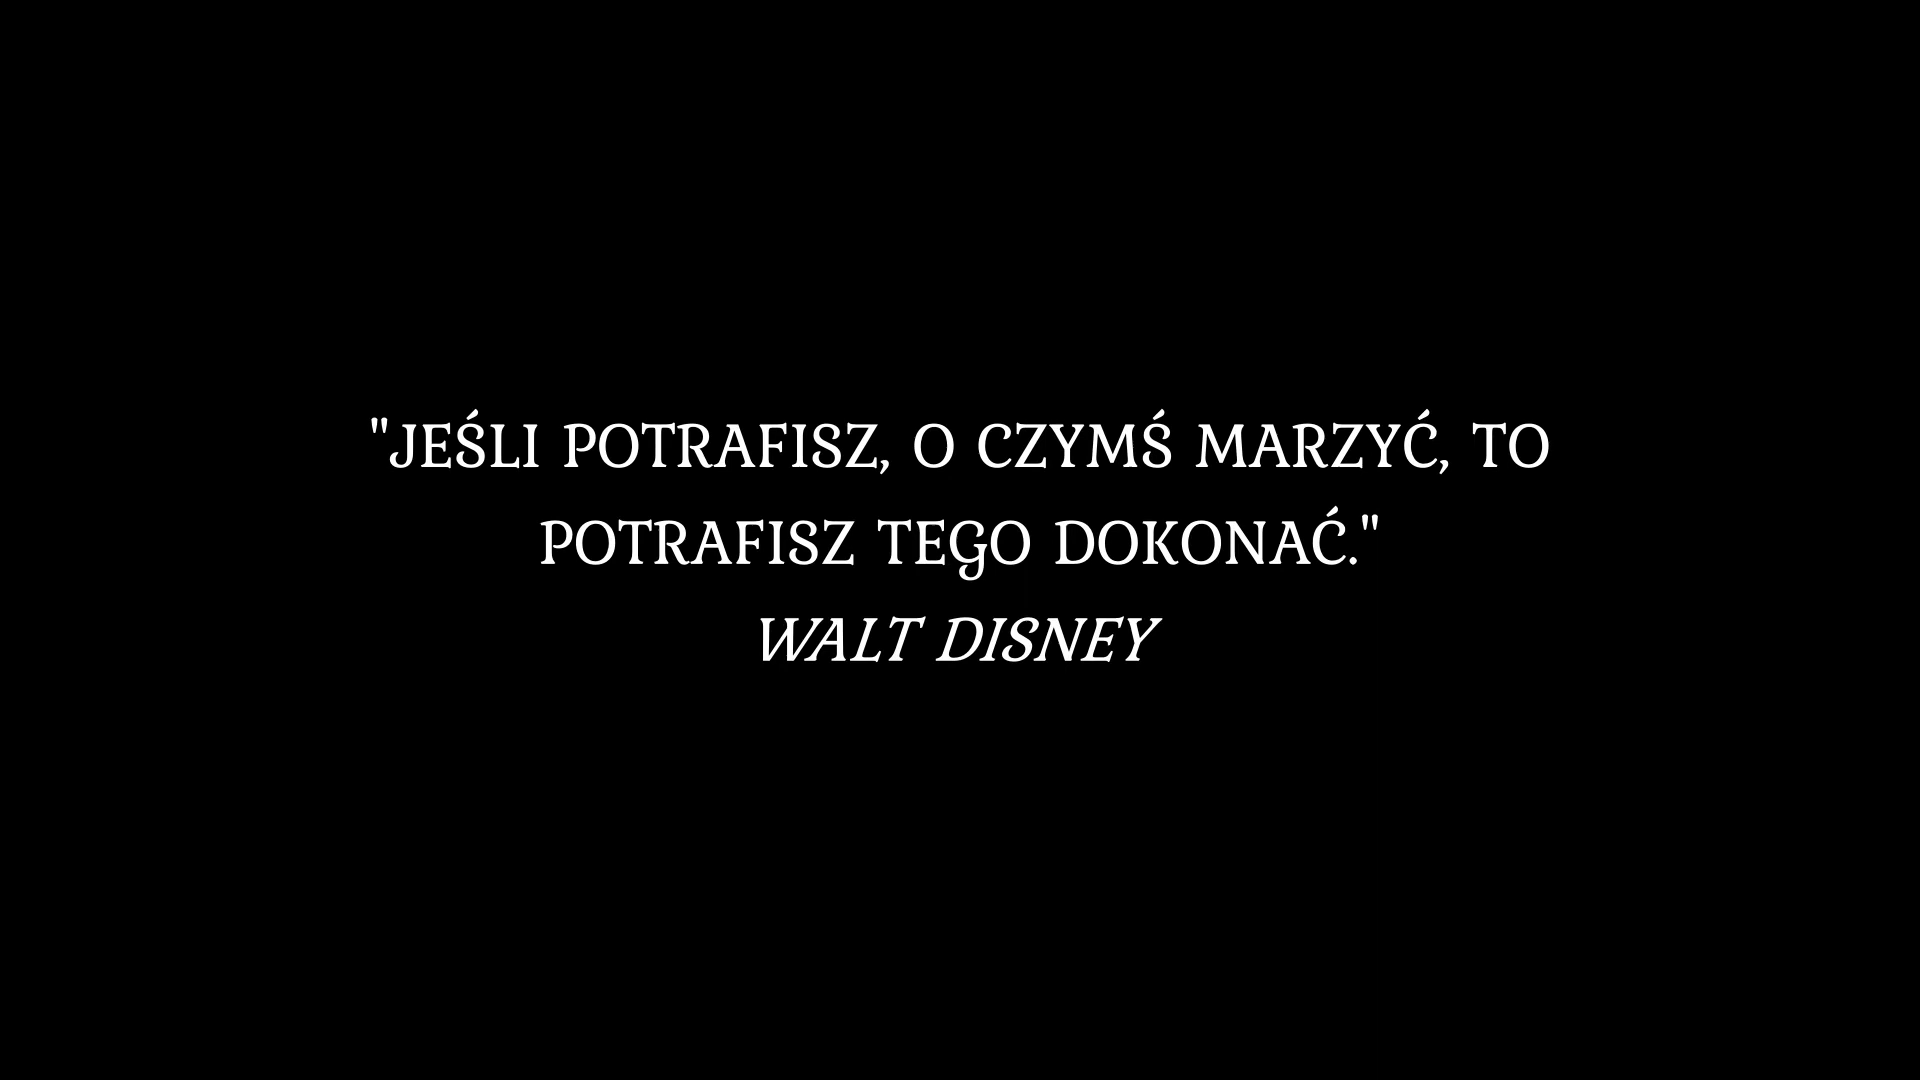 "JEŚLI POTRAFISZ, O CZYMŚ MARZYĆ, TO
POTRAFISZ TEGO DOKONAĆ."
WALT DISNEY